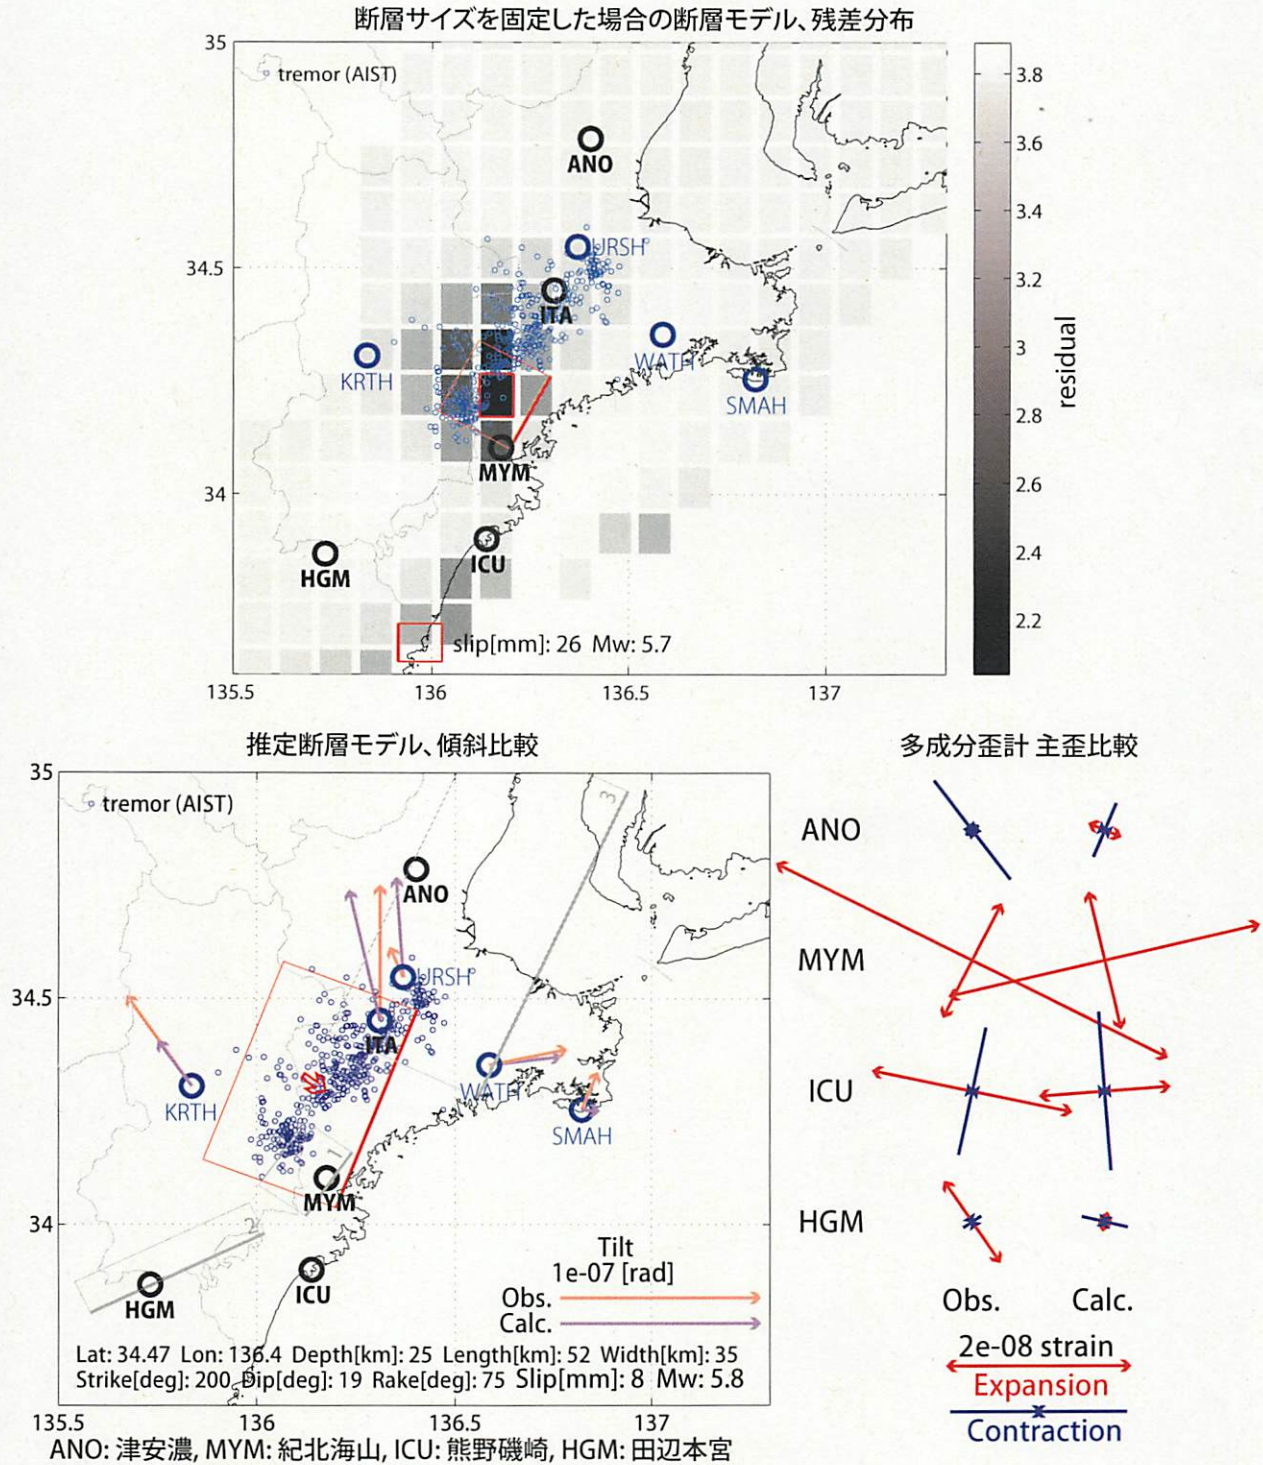 断層サイズを固定した場合の断層モデル、残差分布
35
tremor (AIST)
3.8
3.6
ANO
3.4
URSH
34.5
3.2
ITA
KRTH
WATH
3
residual
SMAH
2.8
MYM
34
2.6
ICU
HGM
2.4
2.2
slip[mm]: 26 Mw: 5.7
135.5
136
136.5
137
推定断層モデル、傾斜比較
多成分歪計 主歪比較
35
tremor (AIST)
3
ANO
ANO
MYM
URSH
34.5
ITA
WATH
KRTH
SMAH
ICU
1
MYM
34
2
HGM
ICU
HGM
Tilt
1e-07 [rad]
Obs.
Calc.
Obs. Calc.
Lat: 34.47 Lon: 136.4 Depth[km]: 25 Length[km]: 52 Width[km]: 35
Strike[deg]: 200 Dip[deg]: 19 Rake[deg]: 75 Slip[mm]: 8 Mw: 5.8
2e-08 strain
Expansion
Contraction
135.5
136
136.5
137
ANO: 津安濃, MYM: 紀北海山, ICU: 熊野磯崎, HGM: 田辺本宮